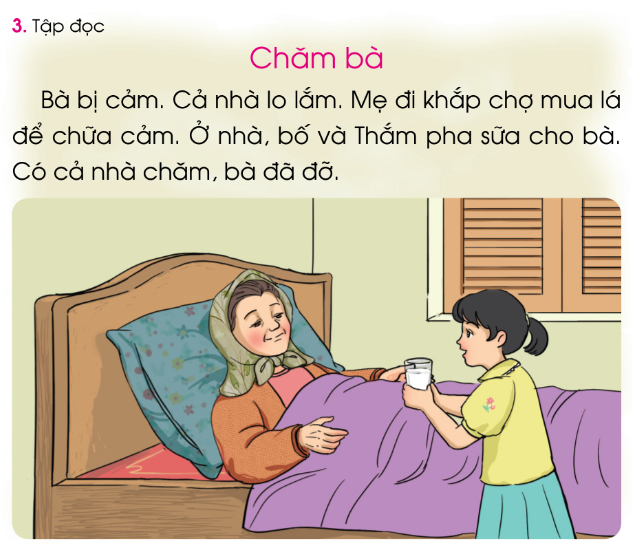 3. Tập đọc
Chăm bà
Bà bị cảm. Cả nhà lo lắm. Mẹ đi khắp chợ mua lá
để chữa cảm. Ở nhà, bố và Thắm pha sữa cho bà.
Có cả nhà chăm, bà đã đỡ.